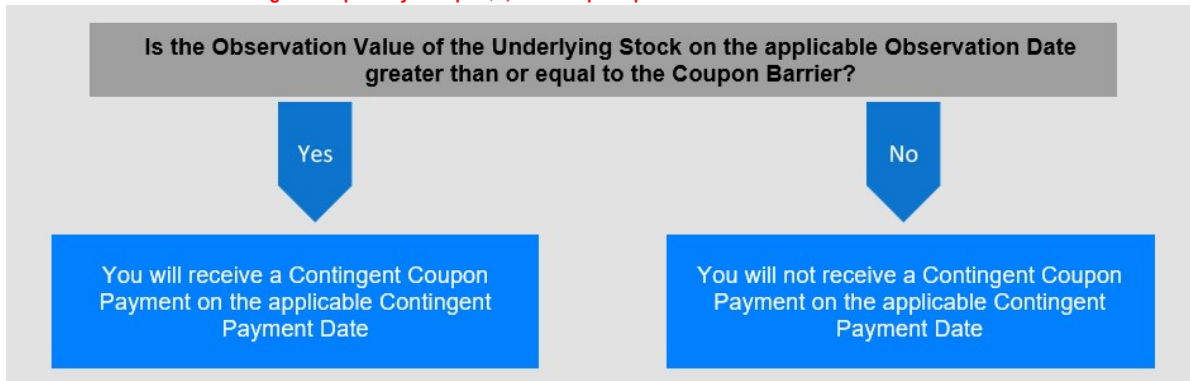 Is the Observation Value of the Underlying Stock on the applicable Observation Date
greater than or equal to the Coupon Barrier?
Yes
No
You will receive a Contingent Coupon
Payment on the applicable Contingent
Payment Date
You will not receive a Contingent Coupon
Payment on the applicable Contingent
Payment Date